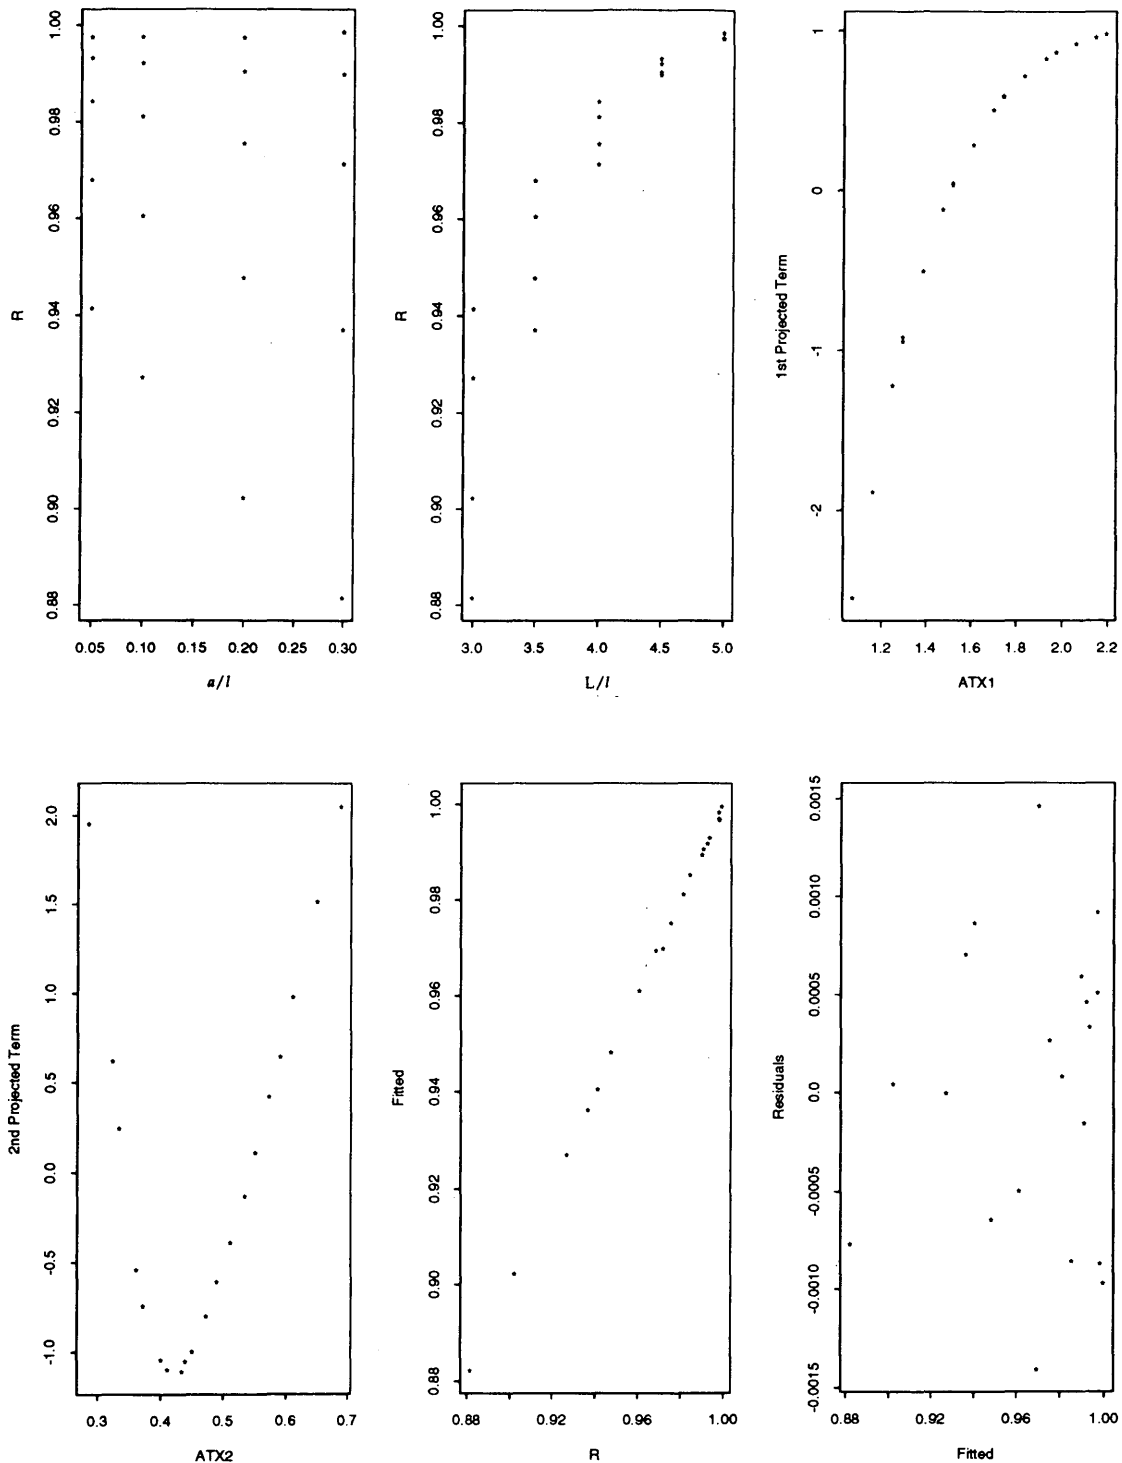 1.00
0.98
0.96
0.94
0.92
0.90
0.88
R
0.05 0.10 0.15 0.20 0.25 0.30
a/l
1.00
0.98
0.96
0.94
0.92
0.90
0.88
R
3.0 3.5 4.0 4.5 5.0
L/l
1
0
-1
-2
1st Projected Term
1.2 1.4 1.6 1.8 2.0 2.2
ATX1
2.0
1.5
1.0
0.5
0.0
-0.5
-1.0
2nd Projected Term
0.3 0.4 0.5 0.6 0.7
ATX2
1.00
0.98
0.96
0.94
0.92
0.90
0.88
Fitted
0.88 0.92 0.96 1.00
R
0.0015
0.0010
0.0005
0.0
-0.0005
-0.0010
-0.0015
Residuals
0.88 0.92 0.96 1.00
Fitted